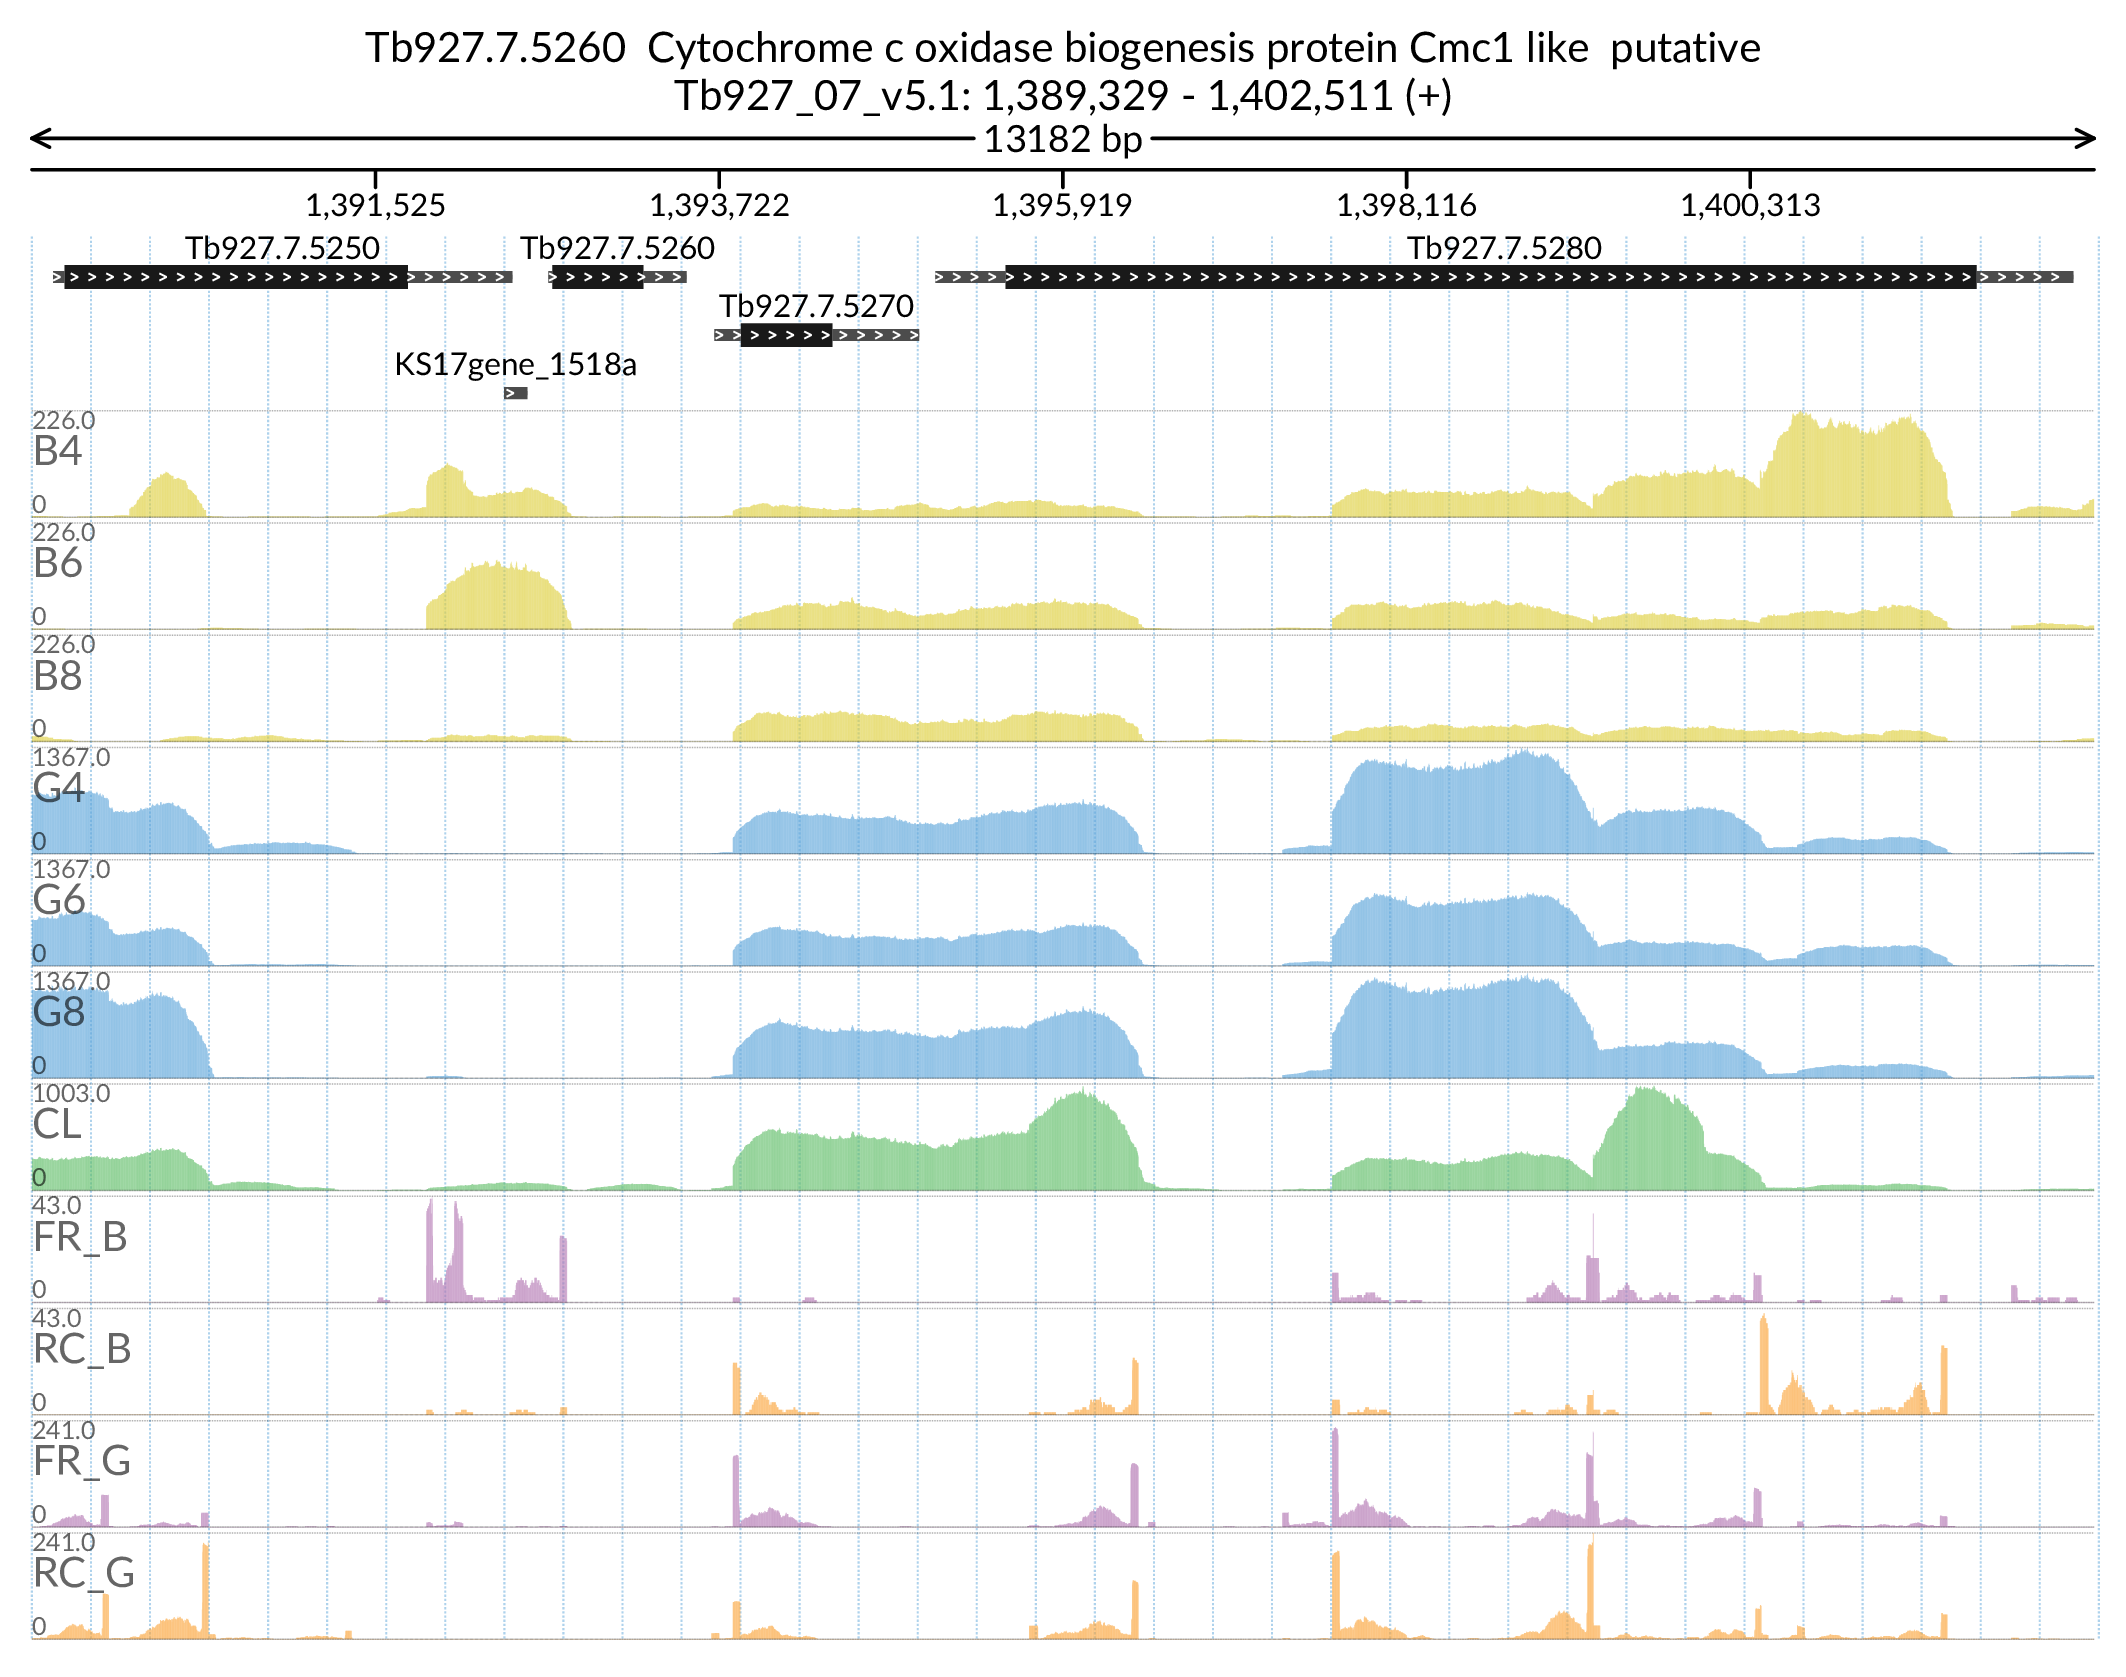 Tb927.7.5260  Cytochrome c oxidase biogenesis protein Cmc1 like  putative
Tb927_07_v5.1: 1,389,329 - 1,402,511 (+)
13182 bp
1,391,525 1,393,722 1,395,919 1,398,116 1,400,313
Tb927.7.5250 Tb927.7.5260 Tb927.7.5280
Tb927.7.5270
KS17gene_1518a
226.0
B4
0
226.0
B6
0
226.0
B8
0
1367.0
G4
0
1367.0
G6
0
1367.0
G8
0
1003.0
CL
0
43.0
FR_B
0
43.0
RC_B
0
241.0
FR_G
0
241.0
RC_G
0